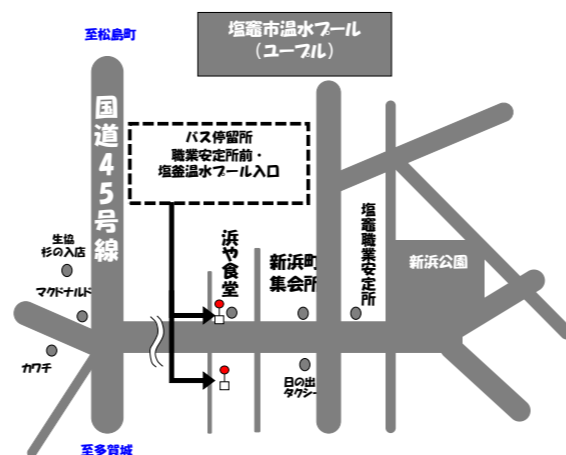 至松島町
塩竈市温水プール
（ユープル）
国道45号線
バス停留所
職業安定所前・
塩釜温水プール入口
生協
杉の入店
マクドナルド
カワチ
浜や食堂
新浜町
集会所
塩竈職業安定所
新浜公園
日の出
タクシー
至多賀城